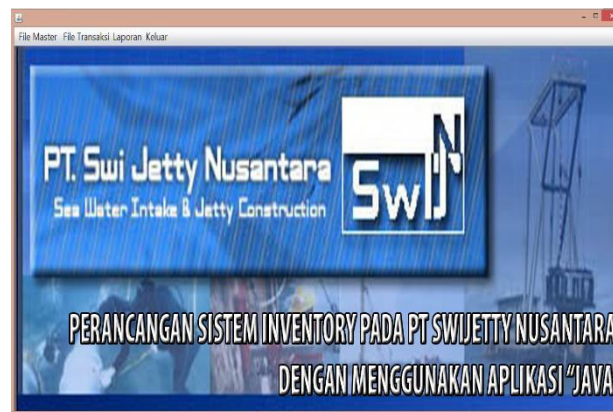 File Master File Transaksi Laporan Keluar
PT. Swi Jetty Nusantara
Sea Water Intake & Jetty Construction
SwIJN
PERANCANGAN SISTEM INVENTORY PADA PT SWIJETTY NUSANTARA
DENGAN MENGGUNAKAN APLIKASI “JAVA